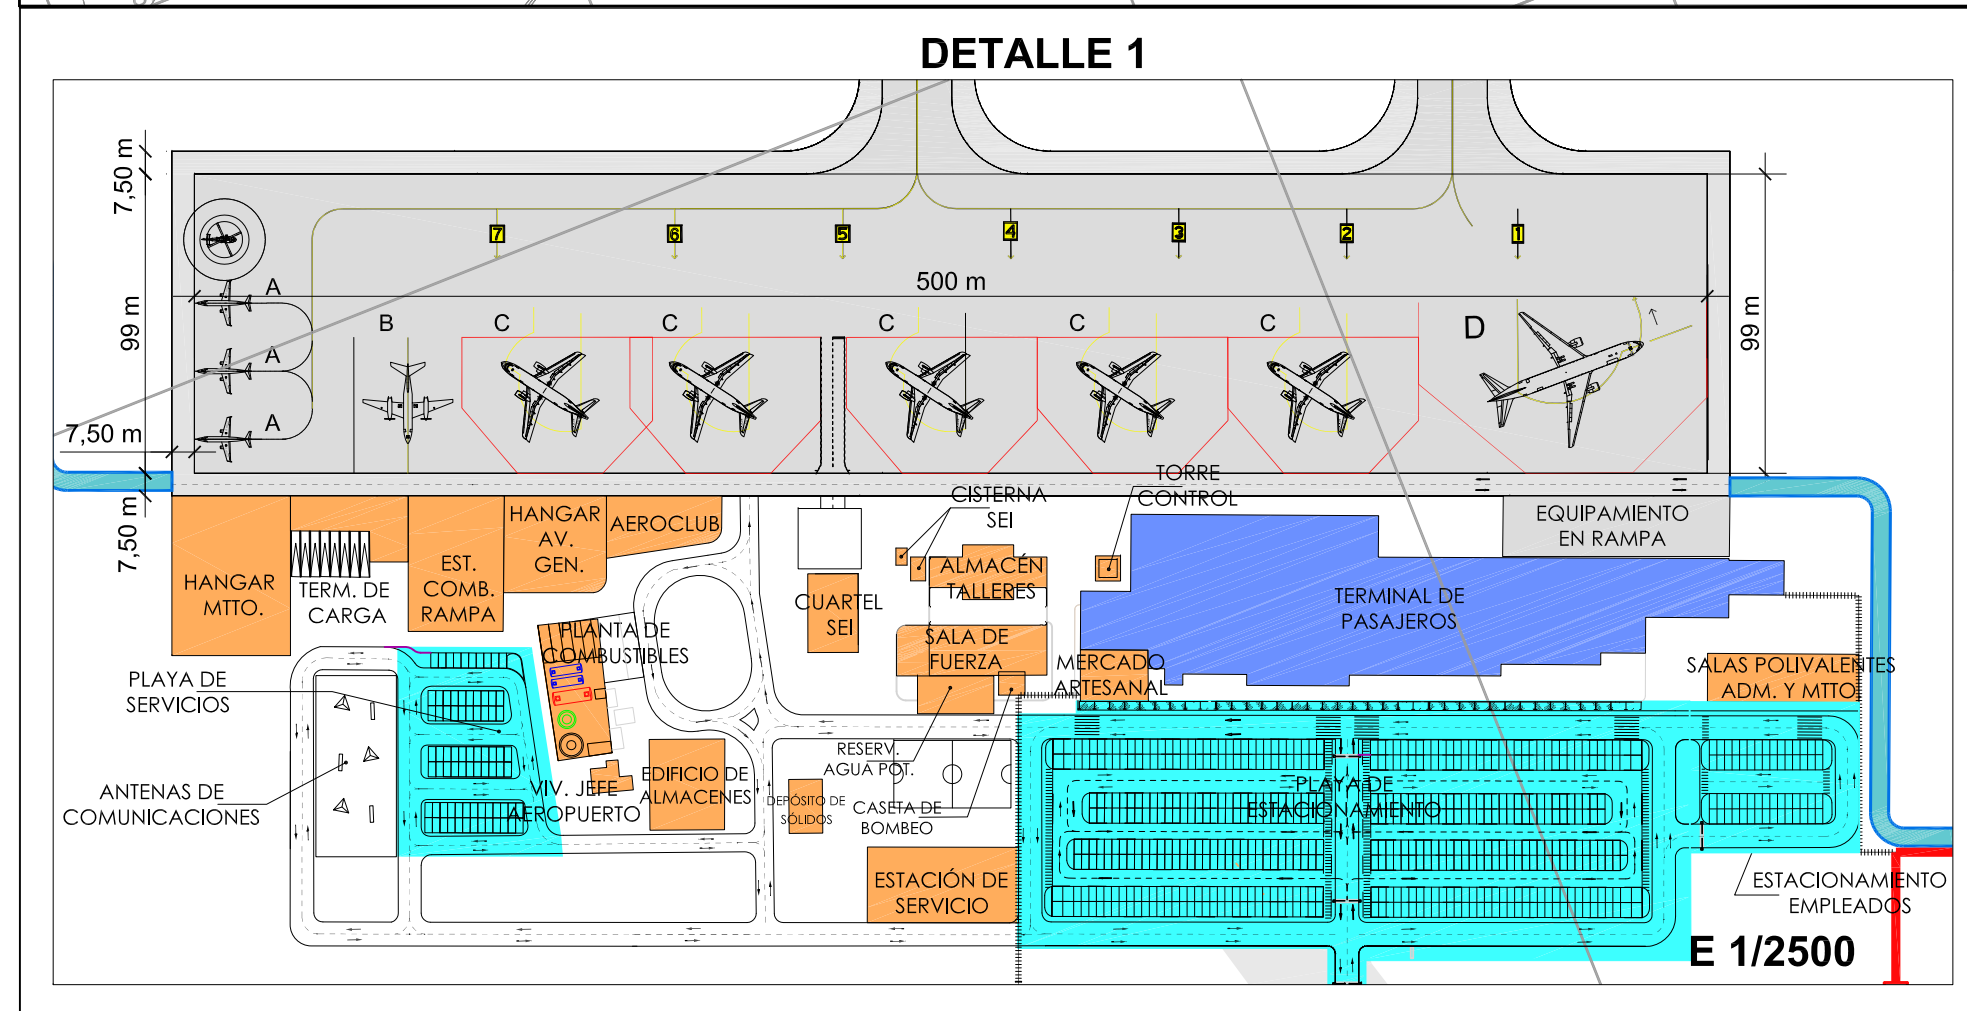 DETALLE 1
7,50 m
7
6
5
4
3
2
1
500 m
99 m
99 m
A
A
A
B
C
C
C
C
C
D
7,50 m
7,50 m
TORRE
CONTROL
CISTERNA
SEI
EQUIPAMIENTO
EN RAMPA
HANGAR
AV.
GEN.
AEROCLUB
HANGAR
MTTO.
TERM. DE
CARGA
EST.
COMB.
RAMPA
CUARTEL
SEI
ALMACÉN
TALLERES
TERMINAL DE
PASAJEROS
PLANTA DE
COMBUSTIBLES
SALA DE
FUERZA
MERCADO
ARTESANAL
SALAS POLIVALENTES
ADM. Y MTTO
PLAYA DE
SERVICIOS
RESERV.
AGUA POT.
ANTENAS DE
COMUNICACIONES
VIV. JEFE
AEROPUERTO
EDIFICIO DE
ALMACENES
DEPÓSITO DE
SÓLIDOS
CASETA DE
BOMBEO
PLAYA DE
ESTACIONAMIENTO
ESTACIÓN DE
SERVICIO
ESTACIONAMIENTO
EMPLEADOS
E 1/2500